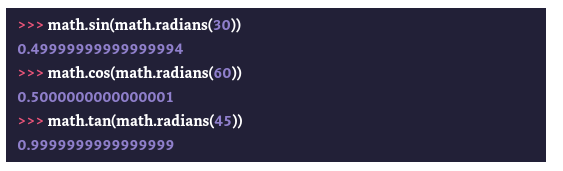 >>> math.sin(math.radians(30))
0.49999999999999994
>>> math.cos(math.radians(60))
0.5000000000000001
>>> math.tan(math.radians(45))
0.9999999999999999